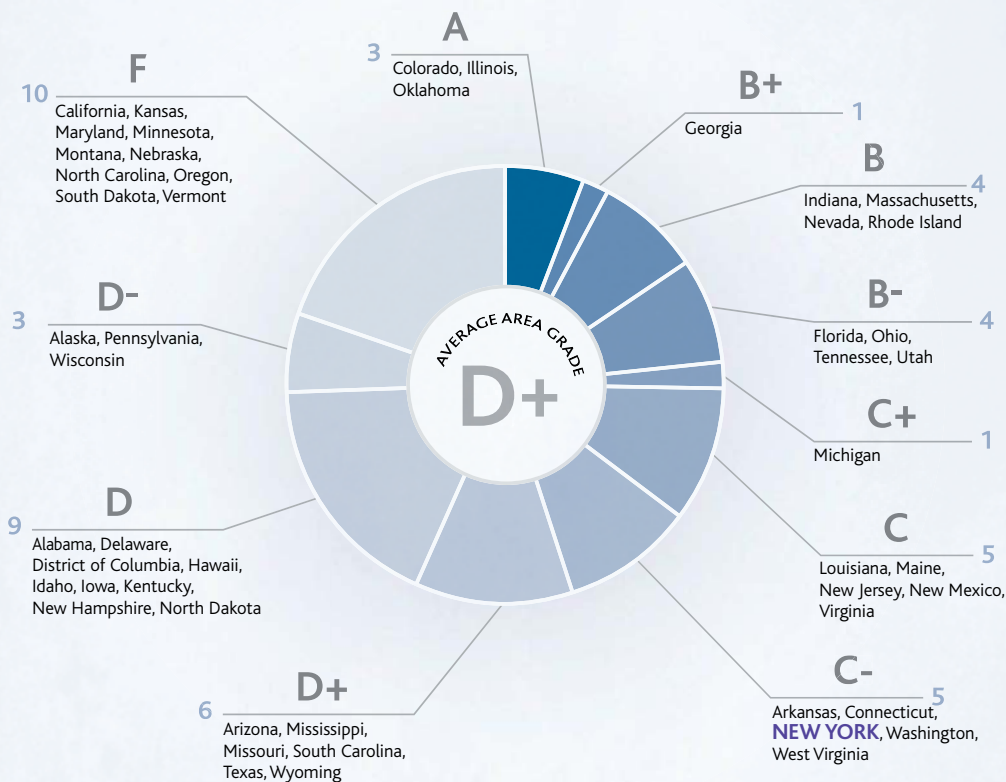 A
3
Colorado, Illinois,
Oklahoma
B+
1
Georgia
B
4
Indiana, Massachusetts,
Nevada, Rhode Island
B-
4
Florida, Ohio,
Tennessee, Utah
C+
1
Michigan
C
5
Louisiana, Maine,
New Jersey, New Mexico,
Virginia
C-
5
Arkansas, Connecticut,
NEW YORK, Washington,
West Virginia
D+
6
Arizona, Mississippi,
Missouri, South Carolina,
Texas, Wyoming
D
9
Alabama, Delaware,
District of Columbia, Hawaii,
Idaho, Iowa, Kentucky,
New Hampshire, North Dakota
D-
3
Alaska, Pennsylvania,
Wisconsin
F
10
California, Kansas,
Maryland, Minnesota,
Montana, Nebraska,
North Carolina, Oregon,
South Dakota, Vermont
AVERAGE AREA GRADE
D+